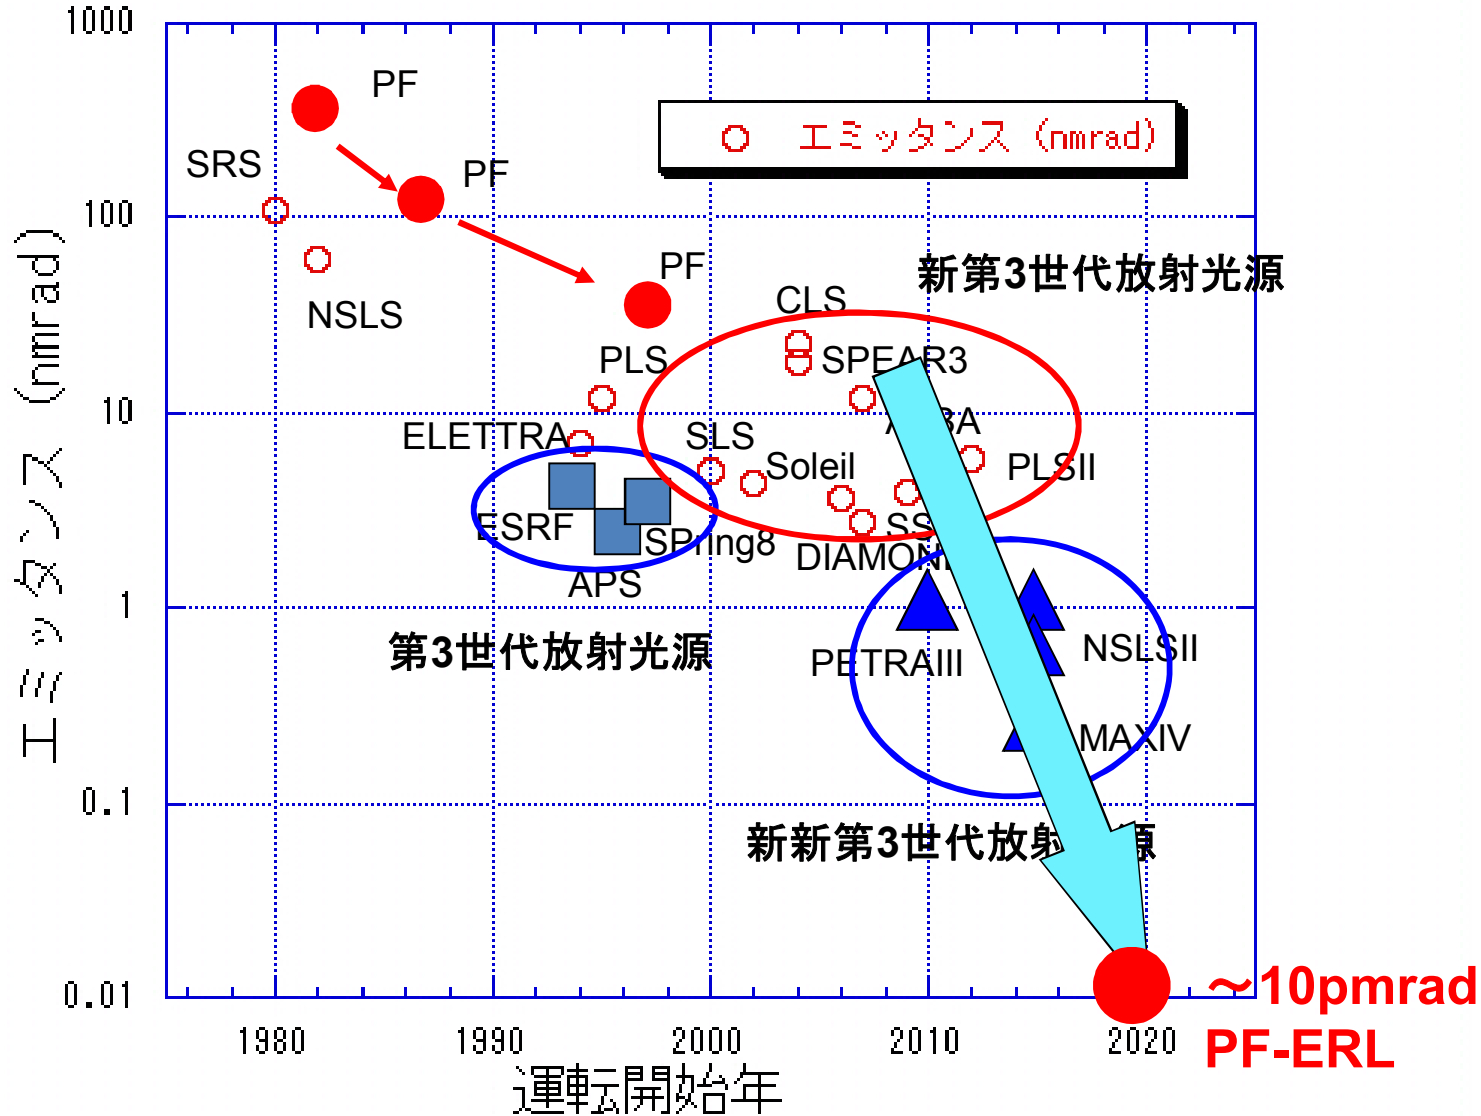 1000
PF
エミッタンス (nmrad)
SRS
PF
100
新第3世代放射光源
PF
CLS
NSLS
PLS
SPEAR3
10
ELETTRA
SLS
Soleil
PLSII
ESRF
SPring8
DIAMOND
APS
1
第3世代放射光源
PETRAIII
NSLSII
MAXIV
0.1
新新第3世代放射光源
0.01
～10pmrad
PF-ERL
1980
1990
2000
2010
2020
運転開始年
エミッタンス (nmrad)